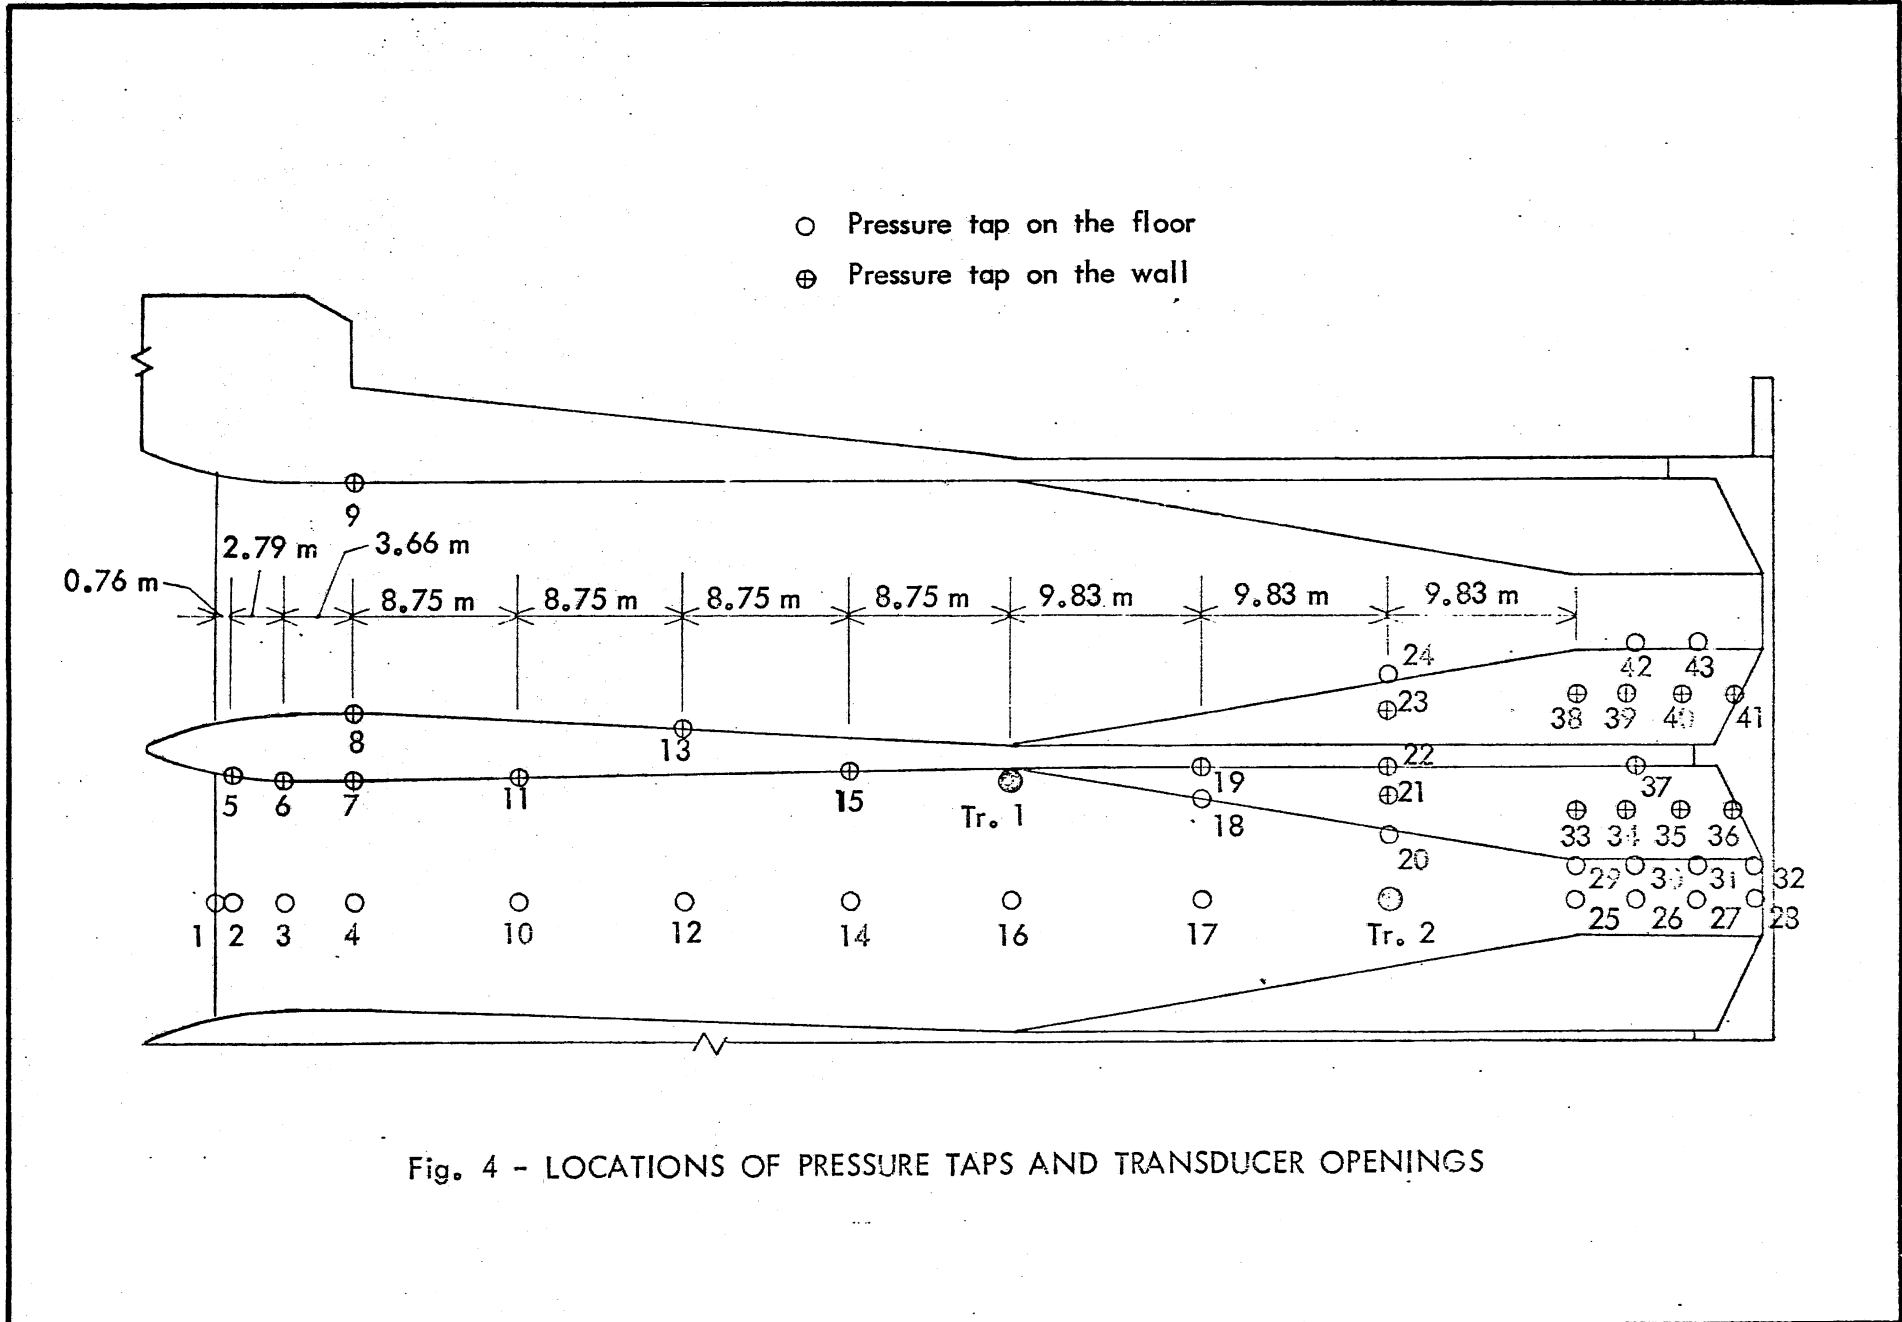 ○ Pressure tap on the floor
⊕ Pressure tap on the wall
9
2.79 m 3.66 m
0.76 m 8.75 m 8.75 m 8.75 m 8.75 m 9.83 m 9.83 m 9.83 m
24
42 43
23
38 39 40 41
8 13
22
19 37
5 6 7 11 15 21
Tr. 1 18
33 34 35 36
20
29 30 31 32
25 26 27 28
1 2 3 4 10 12 14 16 17 Tr. 2
Fig. 4 - LOCATIONS OF PRESSURE TAPS AND TRANSDUCER OPENINGS